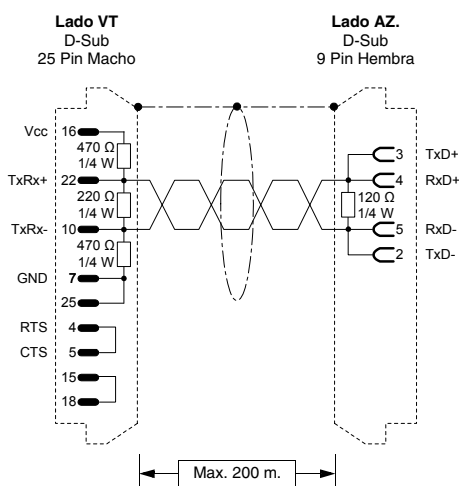 Lado VT
D-Sub
25 Pin Macho
Lado AZ.
D-Sub
9 Pin Hembra
Vcc 16
470 Ω
1/4 W
TxRx+ 22
220 Ω
1/4 W
TxRx- 10
470 Ω
1/4 W
GND 7
25
RTS 4
CTS 5
15
18
3 TxD+
4 RxD+
120 Ω
1/4 W
5 RxD-
2 TxD-
Max. 200 m.